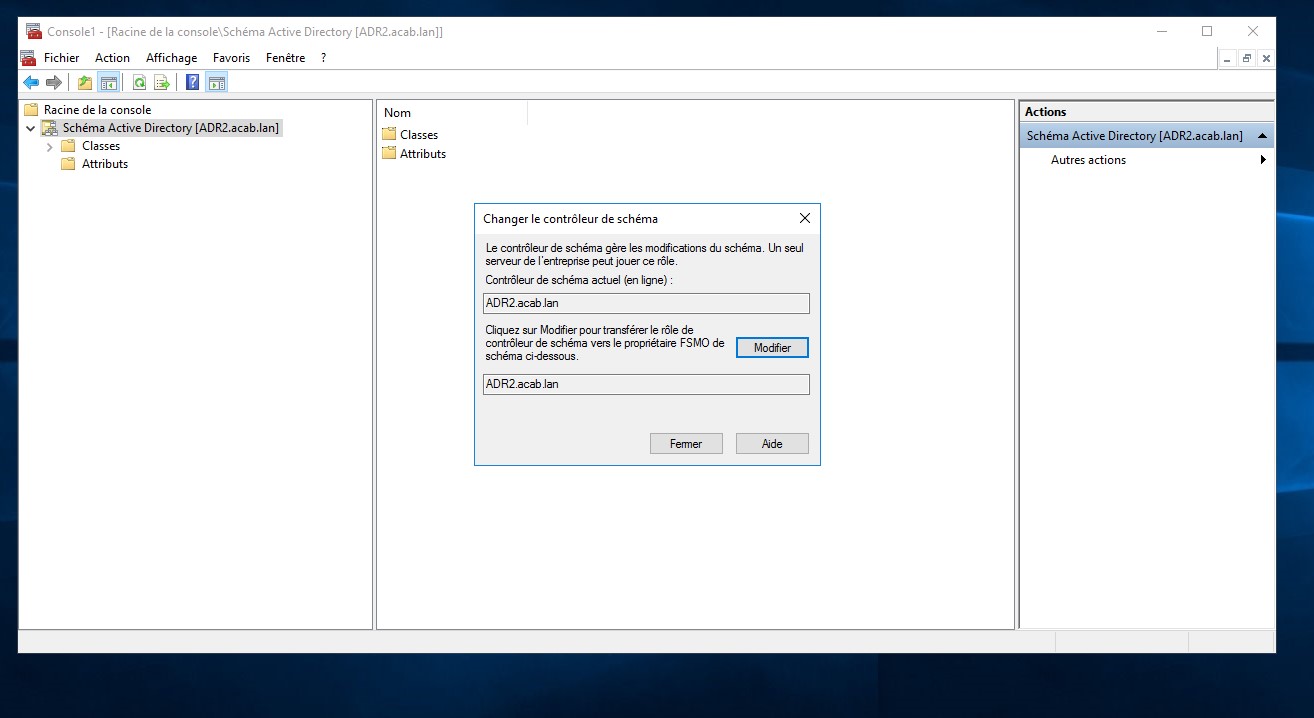 Console1 - [Racine de la console\Schéma Active Directory [ADR2.acab.lan]]
Fichier Action Affichage Favoris Fenêtre ?
Racine de la console
Schéma Active Directory [ADR2.acab.lan]
Classes
Attributs
Nom
Classes
Attributs
Changer le contrôleur de schéma
Le contrôleur de schéma gère les modifications du schéma. Un seul
serveur de l'entreprise peut jouer ce rôle.
Contrôleur de schéma actuel (en ligne) :
ADR2.acab.lan
Cliquez sur Modifier pour transférer le rôle de
contrôleur de schéma vers le propriétaire FSMO de
schéma ci-dessous.
Modifier
ADR2.acab.lan
Fermer Aide
Actions
Schéma Active Directory [ADR2.acab.lan]
Autres actions